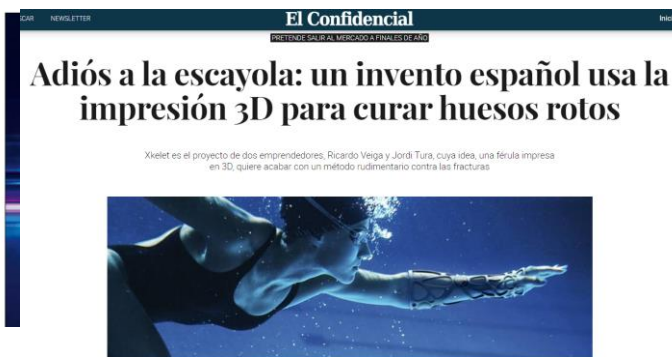 SCAR NEWSLETTER El Confidencial Inic
PRETENDE SALIR AL MERCADO A FINALES DE AÑO
Adiós a la escayola: un invento español usa la
impresión 3D para curar huesos rotos
Xkelet es el proyecto de dos emprendedores, Ricardo Veiga y Jordi Tura, cuya idea, una férula impresa
en 3D, quiere acabar con un método rudimentario contra las fracturas